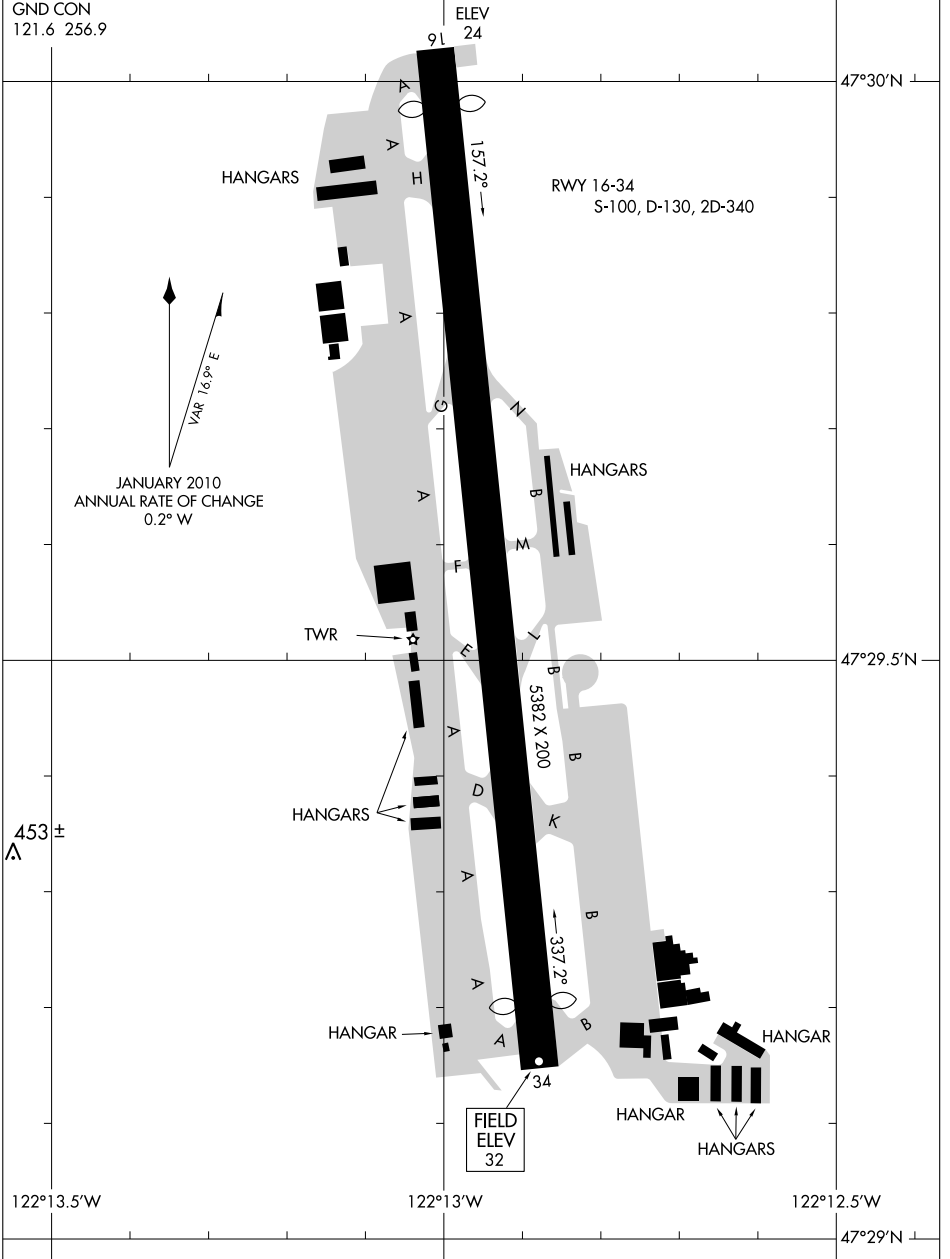 GND CON
121.6 256.9
ELEV
24
16
47°30'N
A
A
157.2°
HANGARS
H
RWY 16-34
S-100, D-130, 2D-340
A
VAR 16.9° E
G
N
HANGARS
JANUARY 2010
ANNUAL RATE OF CHANGE
0.2° W
A
B
M
F
TWR
L
E
47°29.5'N
B
5382 X 200
A
B
D
HANGARS
K
453 ±
A
B
337.2°
A
B
HANGAR
A
HANGAR
34
HANGAR
FIELD
ELEV
32
HANGARS
122°13.5'W
122°13'W
122°12.5'W
47°29'N